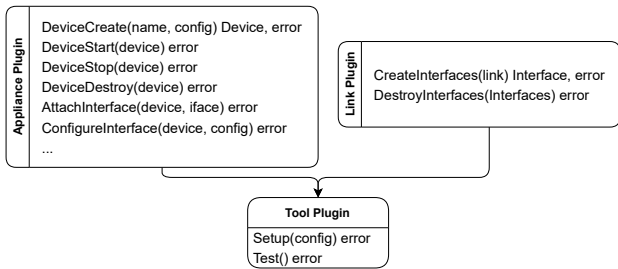 Appliance Plugin
DeviceCreate(name, config) Device, error
DeviceStart(device) error
DeviceStop(device) error
DeviceDestroy(device) error
AttachInterface(device, iface) error
ConfigureInterface(device, config) error
...
Link Plugin
CreateInterfaces(link) Interface, error
DestroyInterfaces(Interfaces) error
Tool Plugin
Setup(config) error
Test() error